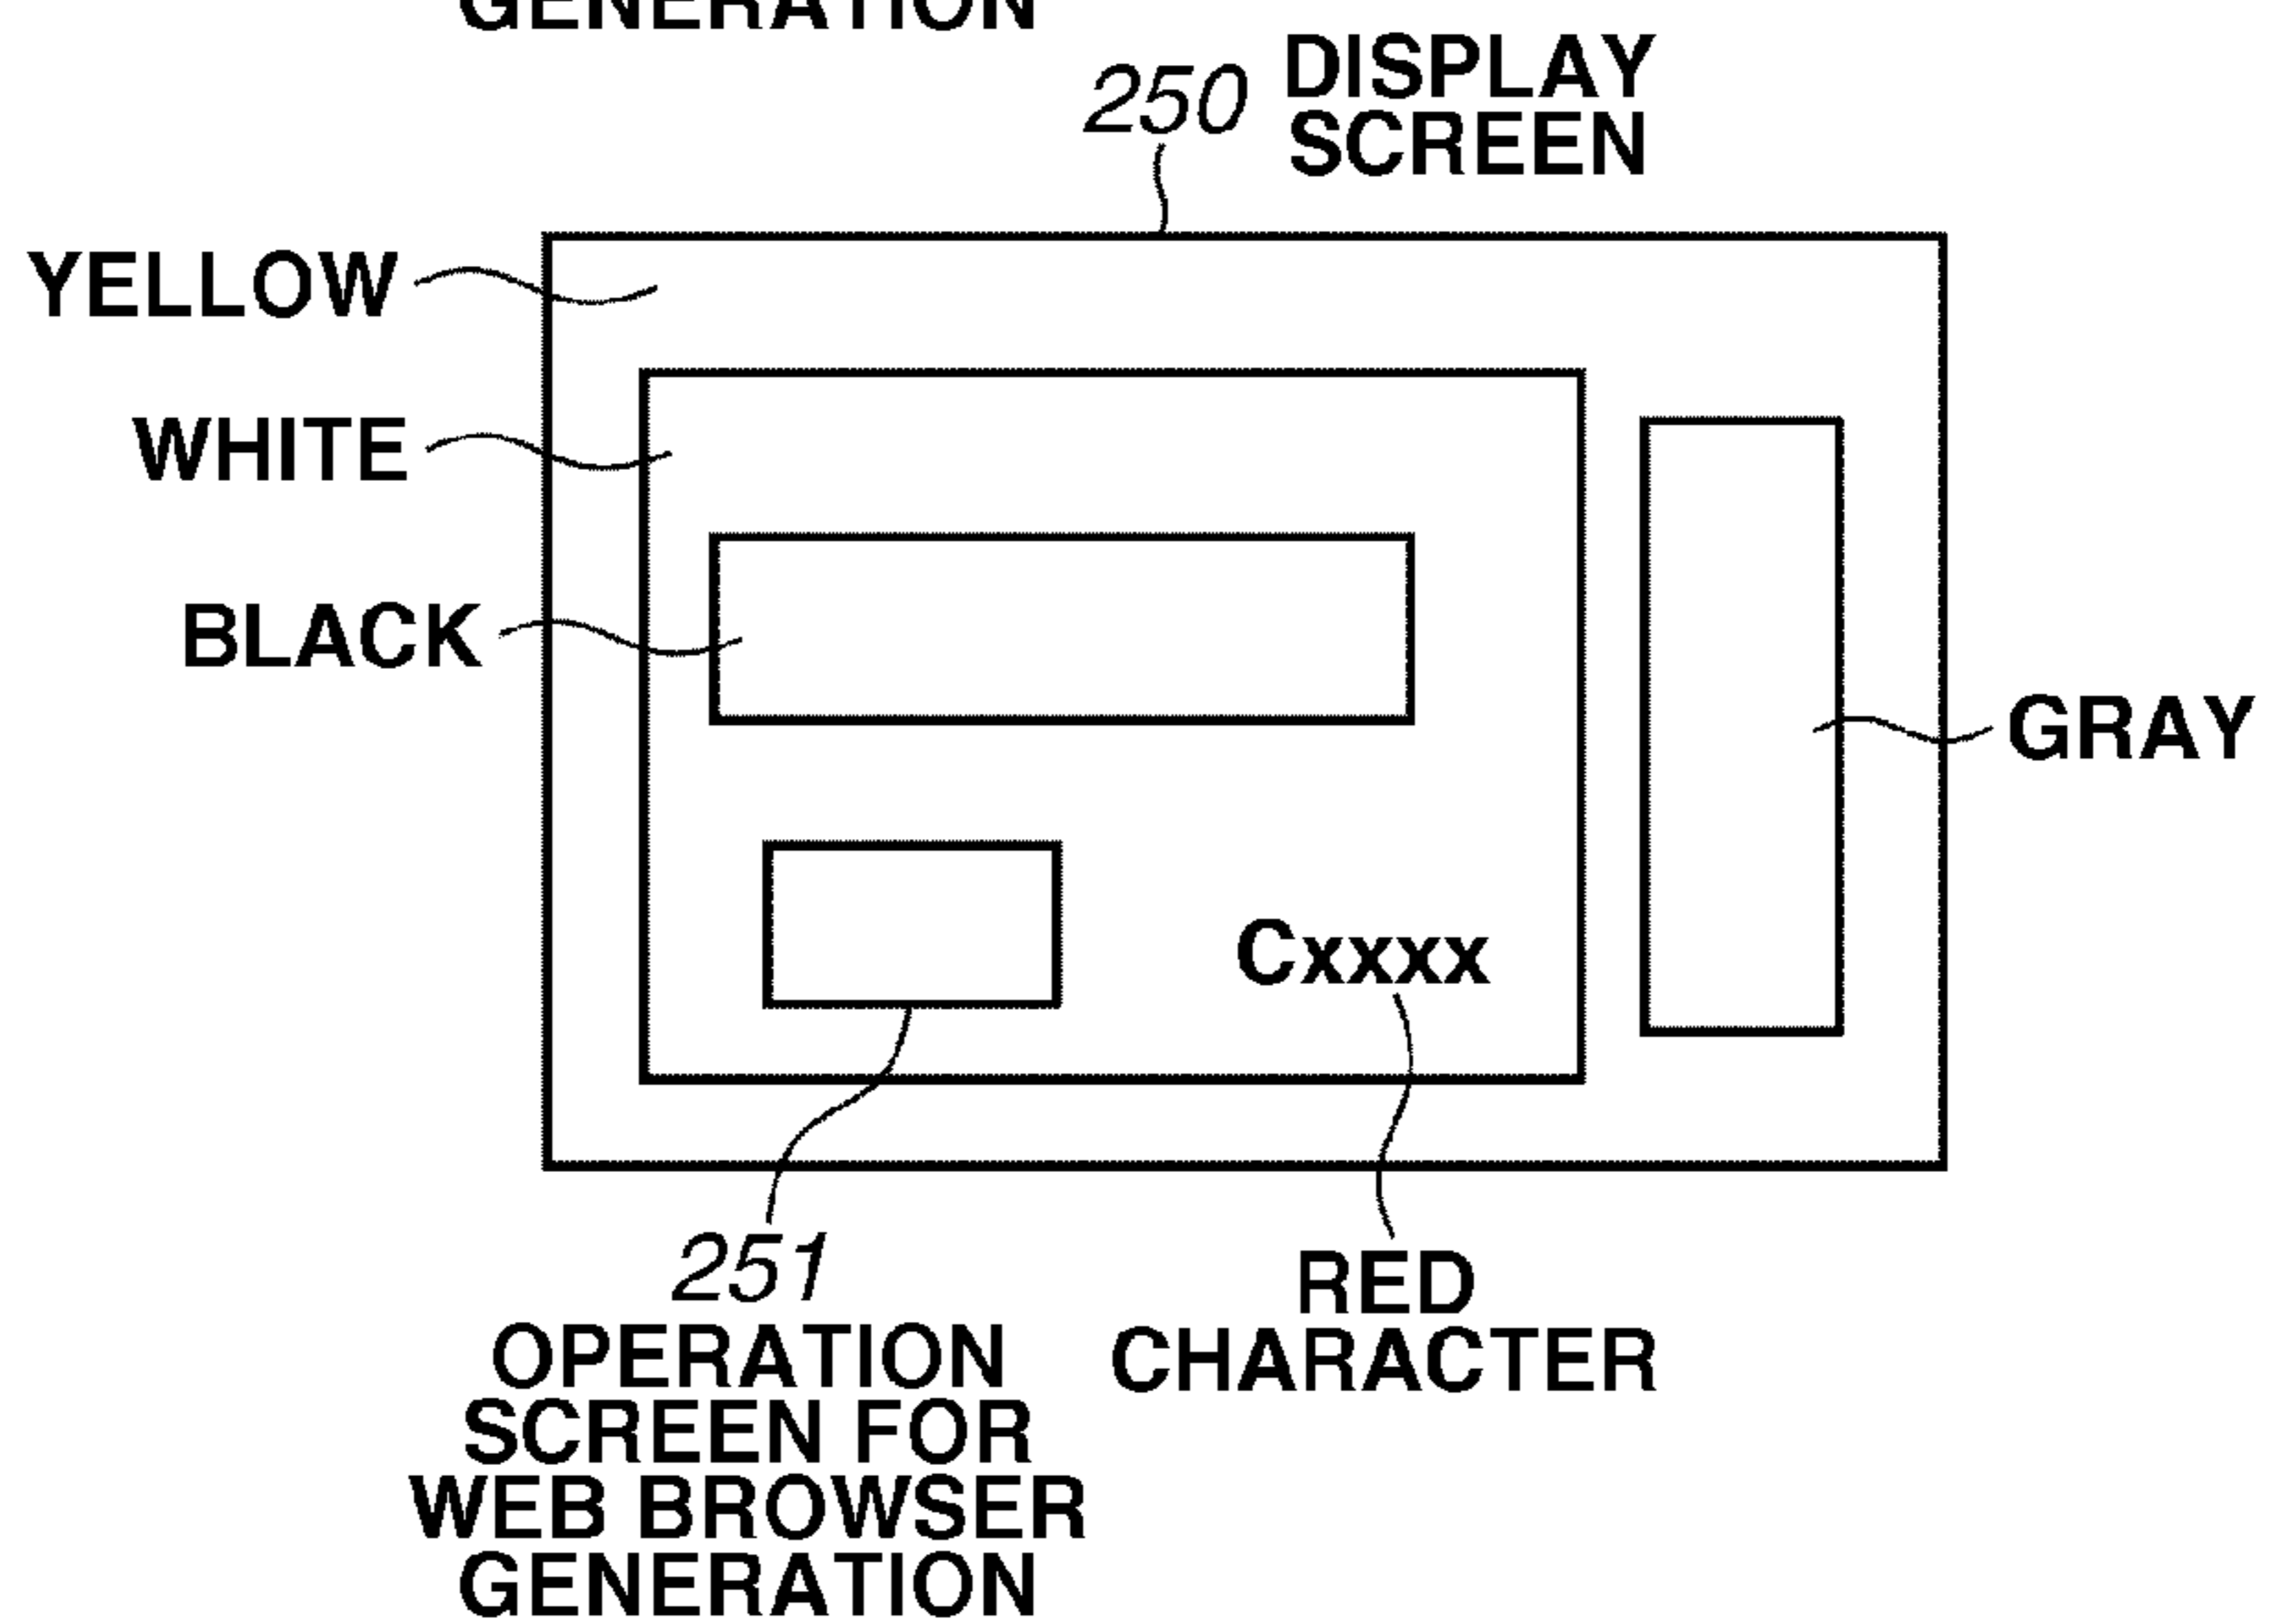 GENERATION
250 DISPLAY
SCREEN
YELLOW
WHITE
BLACK
GRAY
Cxxxx
251
OPERATION
SCREEN FOR
WEB BROWSER
GENERATION
RED
CHARACTER